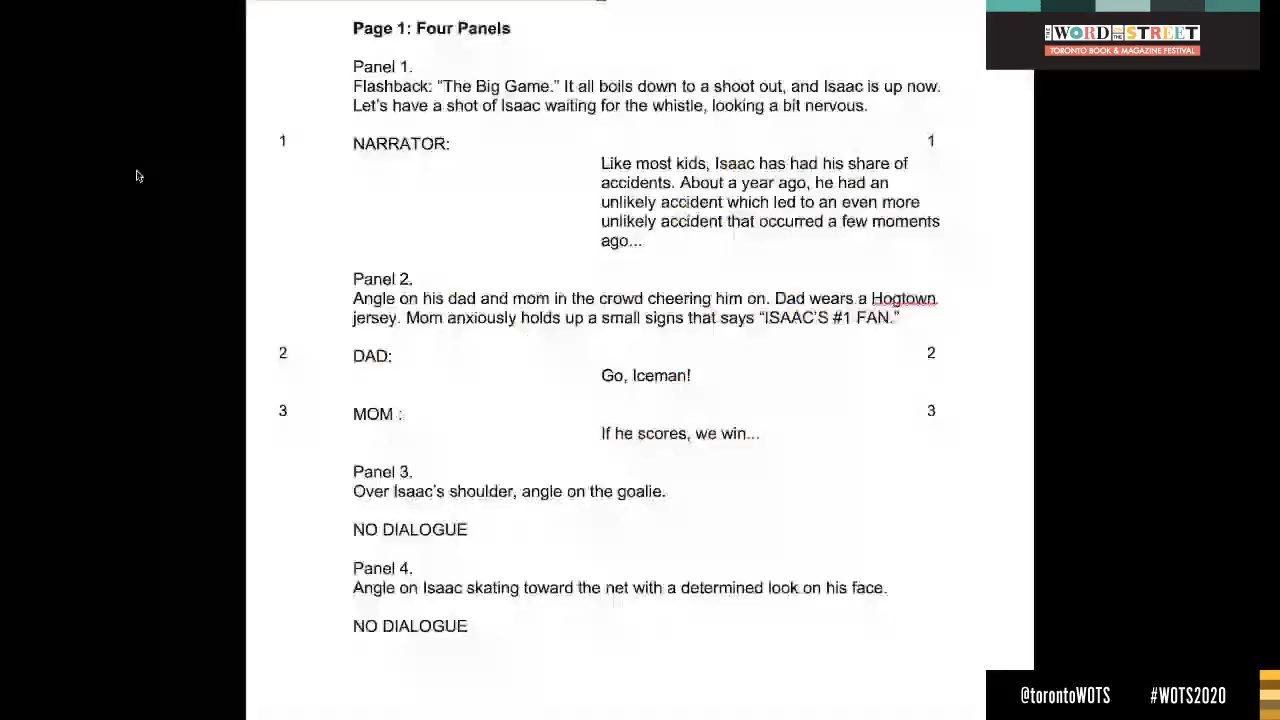 Page 1: Four Panels
Panel 1.
Flashback: “The Big Game.” It all boils down to a shoot out, and Isaac is up now.
Let’s have a shot of Isaac waiting for the whistle, looking a bit nervous.
1 NARRATOR: 1
Like most kids, Isaac has had his share of
accidents. About a year ago, he had an
unlikely accident which led to an even more
unlikely accident that occurred a few moments
ago...
Panel 2.
Angle on his dad and mom in the crowd cheering him on. Dad wears a Hogtown
jersey. Mom anxiously holds up a small signs that says “ISAAC’S #1 FAN.”
2 DAD: 2
Go, Iceman!
3 MOM : 3
If he scores, we win...
Panel 3.
Over Isaac’s shoulder, angle on the goalie.
NO DIALOGUE
Panel 4.
Angle on Isaac skating toward the net with a determined look on his face.
NO DIALOGUE
THE WORD ON THE STREET
TORONTO BOOK & MAGAZINE FESTIVAL
@torontoWOTS #WOTS2020